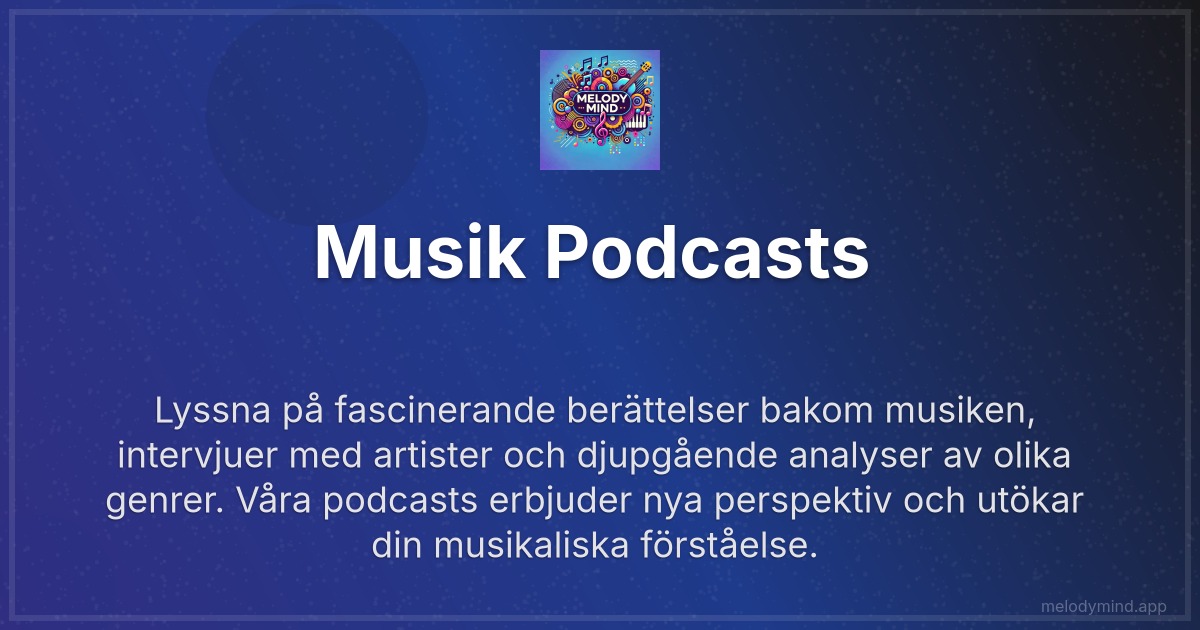 MELODY
MIND
Musik Podcasts
Lyssna på fascinerande berättelser bakom musiken,
intervjuer med artister och djupgående analyser av olika
genrer. Våra podcasts erbjuder nya perspektiv och utökar
din musikaliska förståelse.
melodymind.app